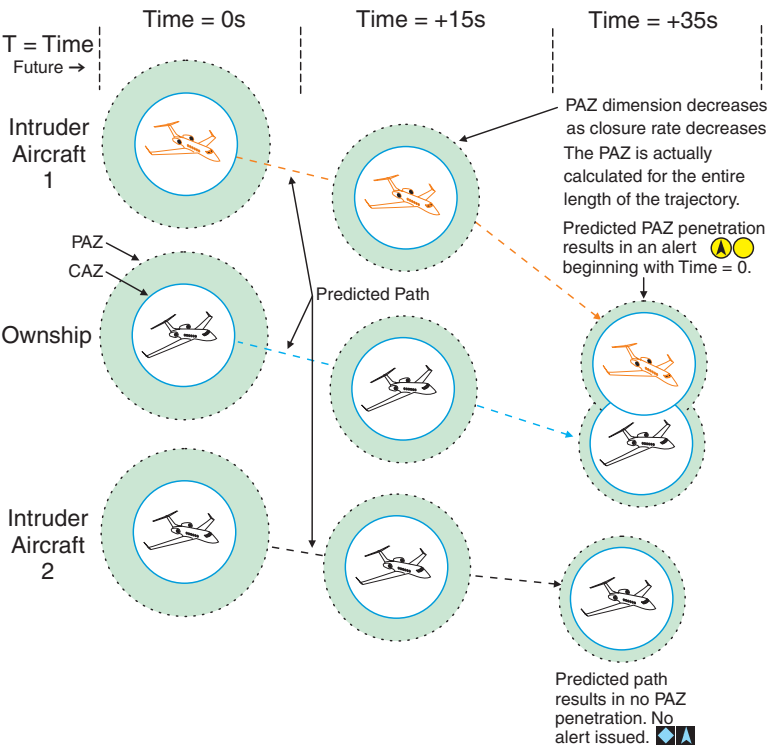 Time = 0s
Time = +15s
Time = +35s
T = Time
Future →
Intruder
Aircraft
1
PAZ dimension decreases
as closure rate decreases
The PAZ is actually
calculated for the entire
length of the trajectory.
Predicted PAZ penetration
results in an alert
beginning with Time = 0.
PAZ
CAZ
Predicted Path
Ownship
Intruder
Aircraft
2
Predicted path
results in no PAZ
penetration. No
alert issued.